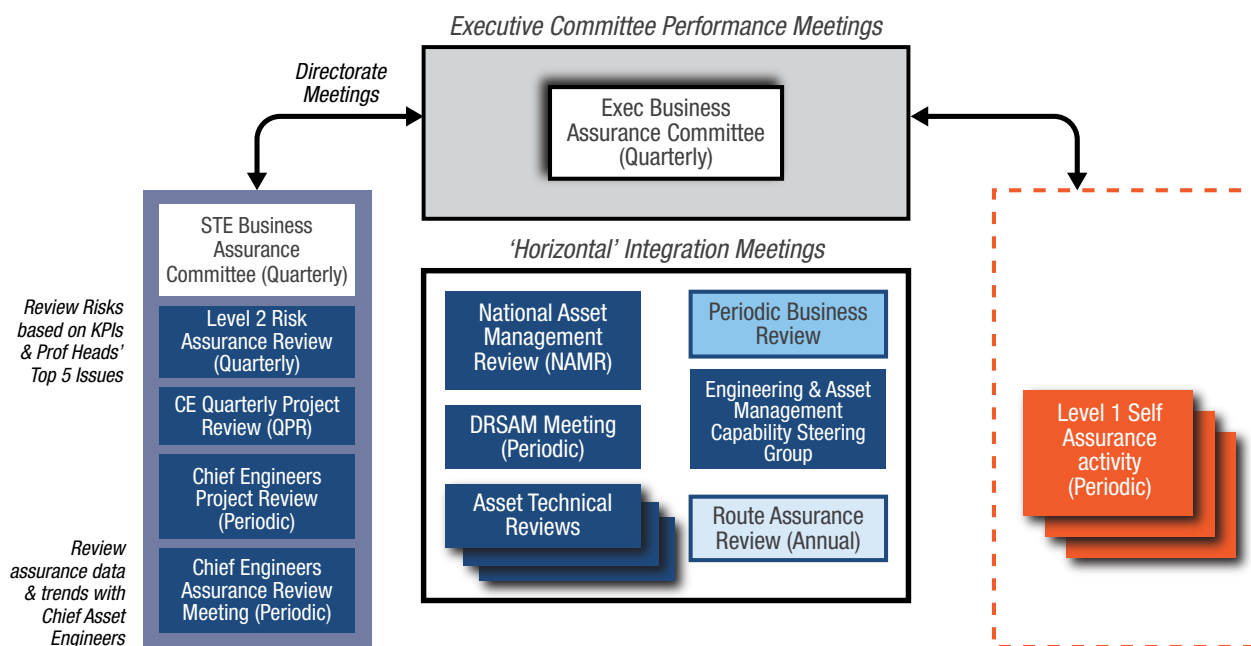 Executive Committee Performance Meetings
Directorate
Meetings
Exec Business
Assurance Committee
(Quarterly)
STE Business
Assurance
Committee (Quarterly)
Review Risks
based on KPIs
& Prof Heads'
Top 5 Issues
Level 2 Risk
Assurance Review
(Quarterly)
CE Quarterly Project
Review (QPR)
Chief Engineers
Project Review
(Periodic)
Review
assurance data
& trends with
Chief Asset
Engineers
Chief Engineers
Assurance Review
Meeting (Periodic)
'Horizontal' Integration Meetings
National Asset
Management
Review (NAMR)
DRSAM Meeting
(Periodic)
Asset Technical
Reviews
Periodic Business
Review
Engineering & Asset
Management
Capability Steering
Group
Route Assurance
Review (Annual)
Level 1 Self
Assurance
activity
(Periodic)